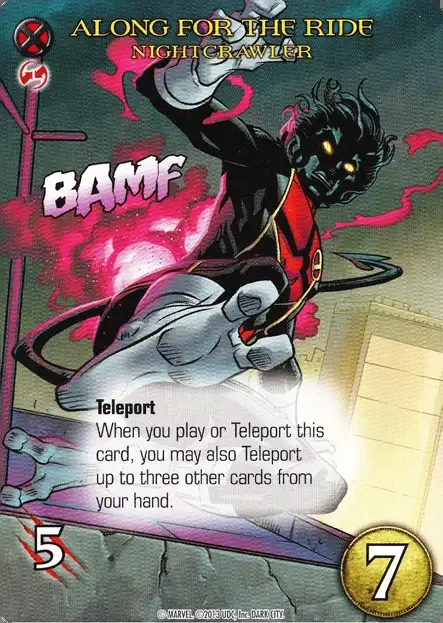 ALONG FOR THE RIDE
NIGHTCRAWLER
BAMF
Teleport
When you play or Teleport this
card, you may also Teleport
up to three other cards from
your hand.
5
7
© MARVEL. ©2013 UDC, Inc. DARK CITY